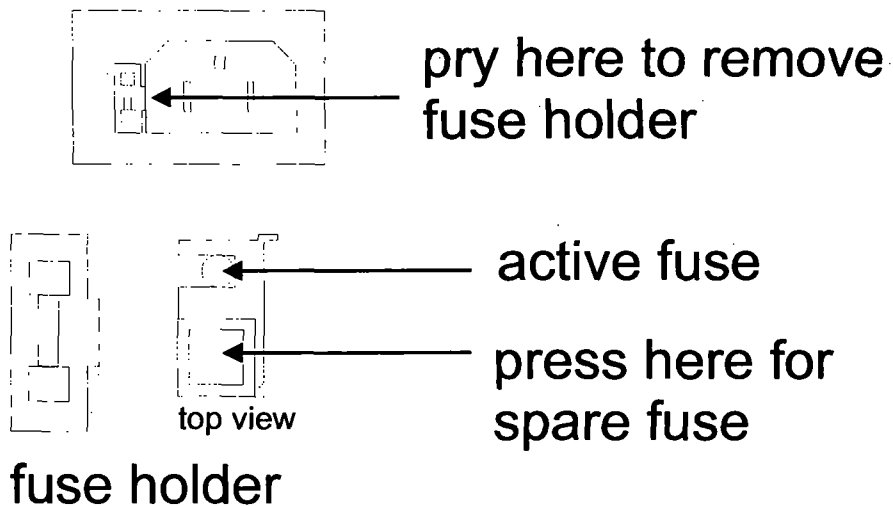 pry here to remove
fuse holder
active fuse
press here for
spare fuse
top view
fuse holder